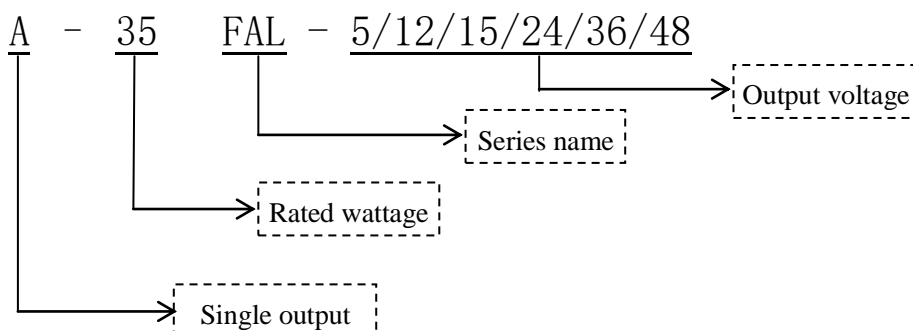 A - 35 FAL - 5/12/15/24/36/48
Output voltage
Series name
Rated wattage
Single output